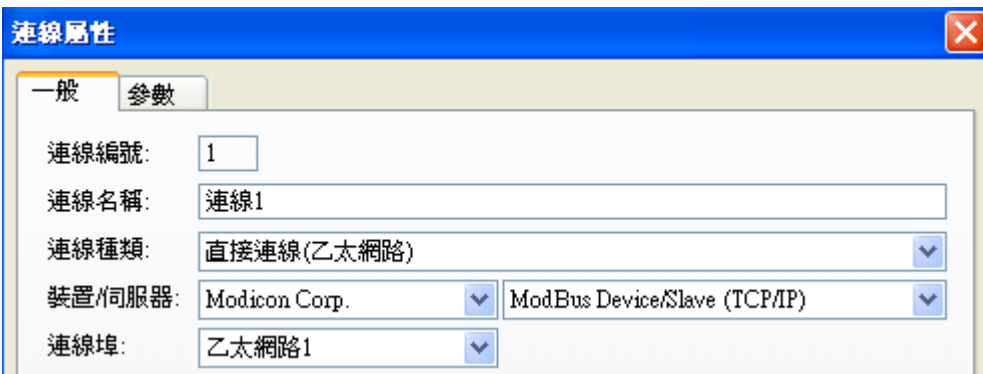 連線屬性
一般 參數
連線編號: 1
連線名稱: 連線1
連線種類: 直接連線(乙太網路)
裝置/伺服器: Modicon Corp. ModBus Device/Slave (TCP/IP)
連線埠: 乙太網路1